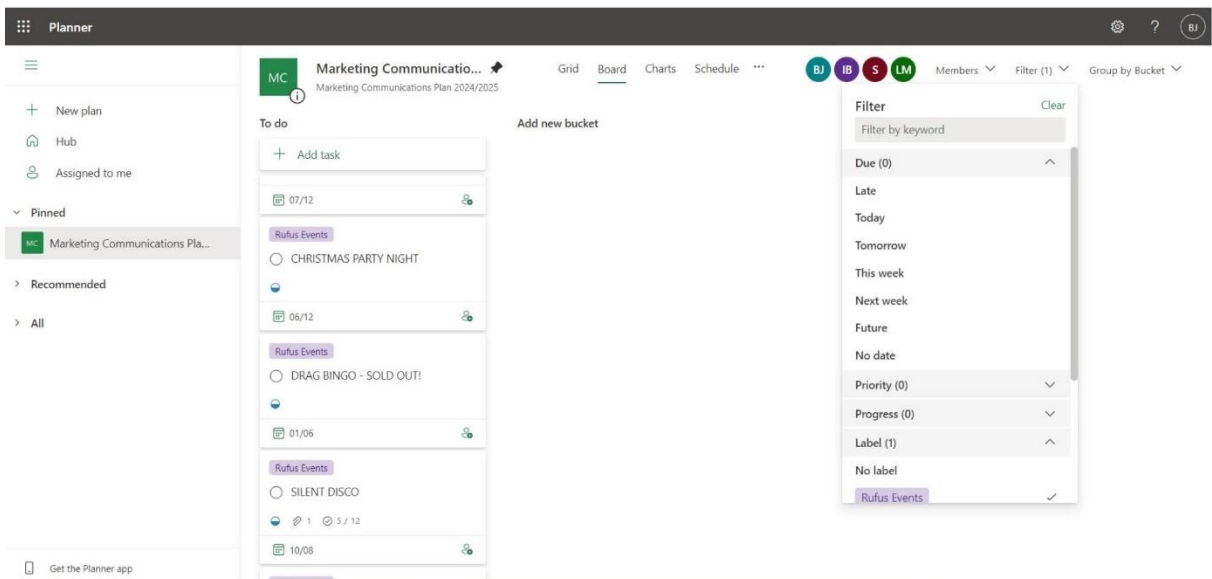 Planner
BJ
New plan
Hub
Assigned to me
Pinned
MC Marketing Communications Pla...
Recommended
All
Get the Planner app
MC
Marketing Communicatio...
Marketing Communications Plan 2024/2025
Grid Board Charts Schedule ...
BJ IB S LM
Members Filter (1) Group by Bucket
To do
Add new bucket
+ Add task
07/12
Rufus Events
CHRISTMAS PARTY NIGHT
06/12
Rufus Events
DRAG BINGO - SOLD OUT!
01/06
Rufus Events
SILENT DISCO
1 5 / 12
10/08
Filter Clear
Filter by keyword
Due (0)
Late
Today
Tomorrow
This week
Next week
Future
No date
Priority (0)
Progress (0)
Label (1)
No label
Rufus Events